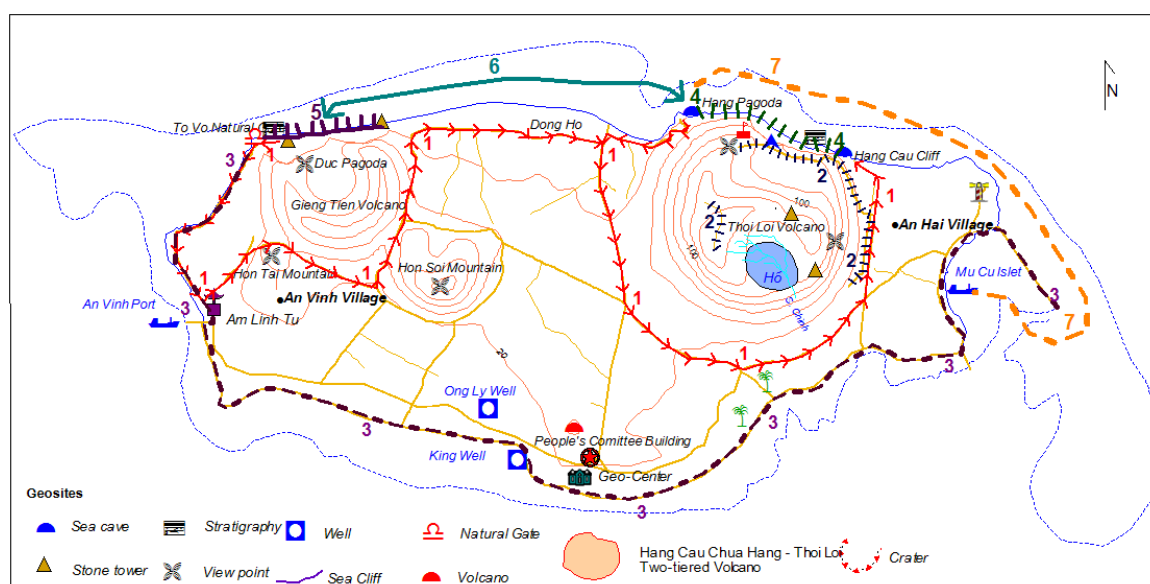 6
7
N
4
Hang Pagoda
5
To Vo Natural
Dong Ho
1
1
4
3
1
Duc Pagoda
Hang Cau Cliff
2
1
Gieng Tien Volcano
100
2
Thoi Loi Volcano
An Hai Village
100
Hon Tai Mountain
Hon Soi Mountain
Hồ
2
Mu Cu Islet
1
1
An Vinh Village
3
An Vinh Port
3
Am Linh Tu
7
20
1
1
3
Ong Ly Well
3
3
People's Comittee Building
King Well
Geo-Center
3
Geosites
Sea cave
Stratigraphy
Well
Natural Gate
Hang Cau Chua Hang - Thoi Loi
Two-tiered Volcano
Crater
Stone tower
View point
Sea Cliff
Volcano